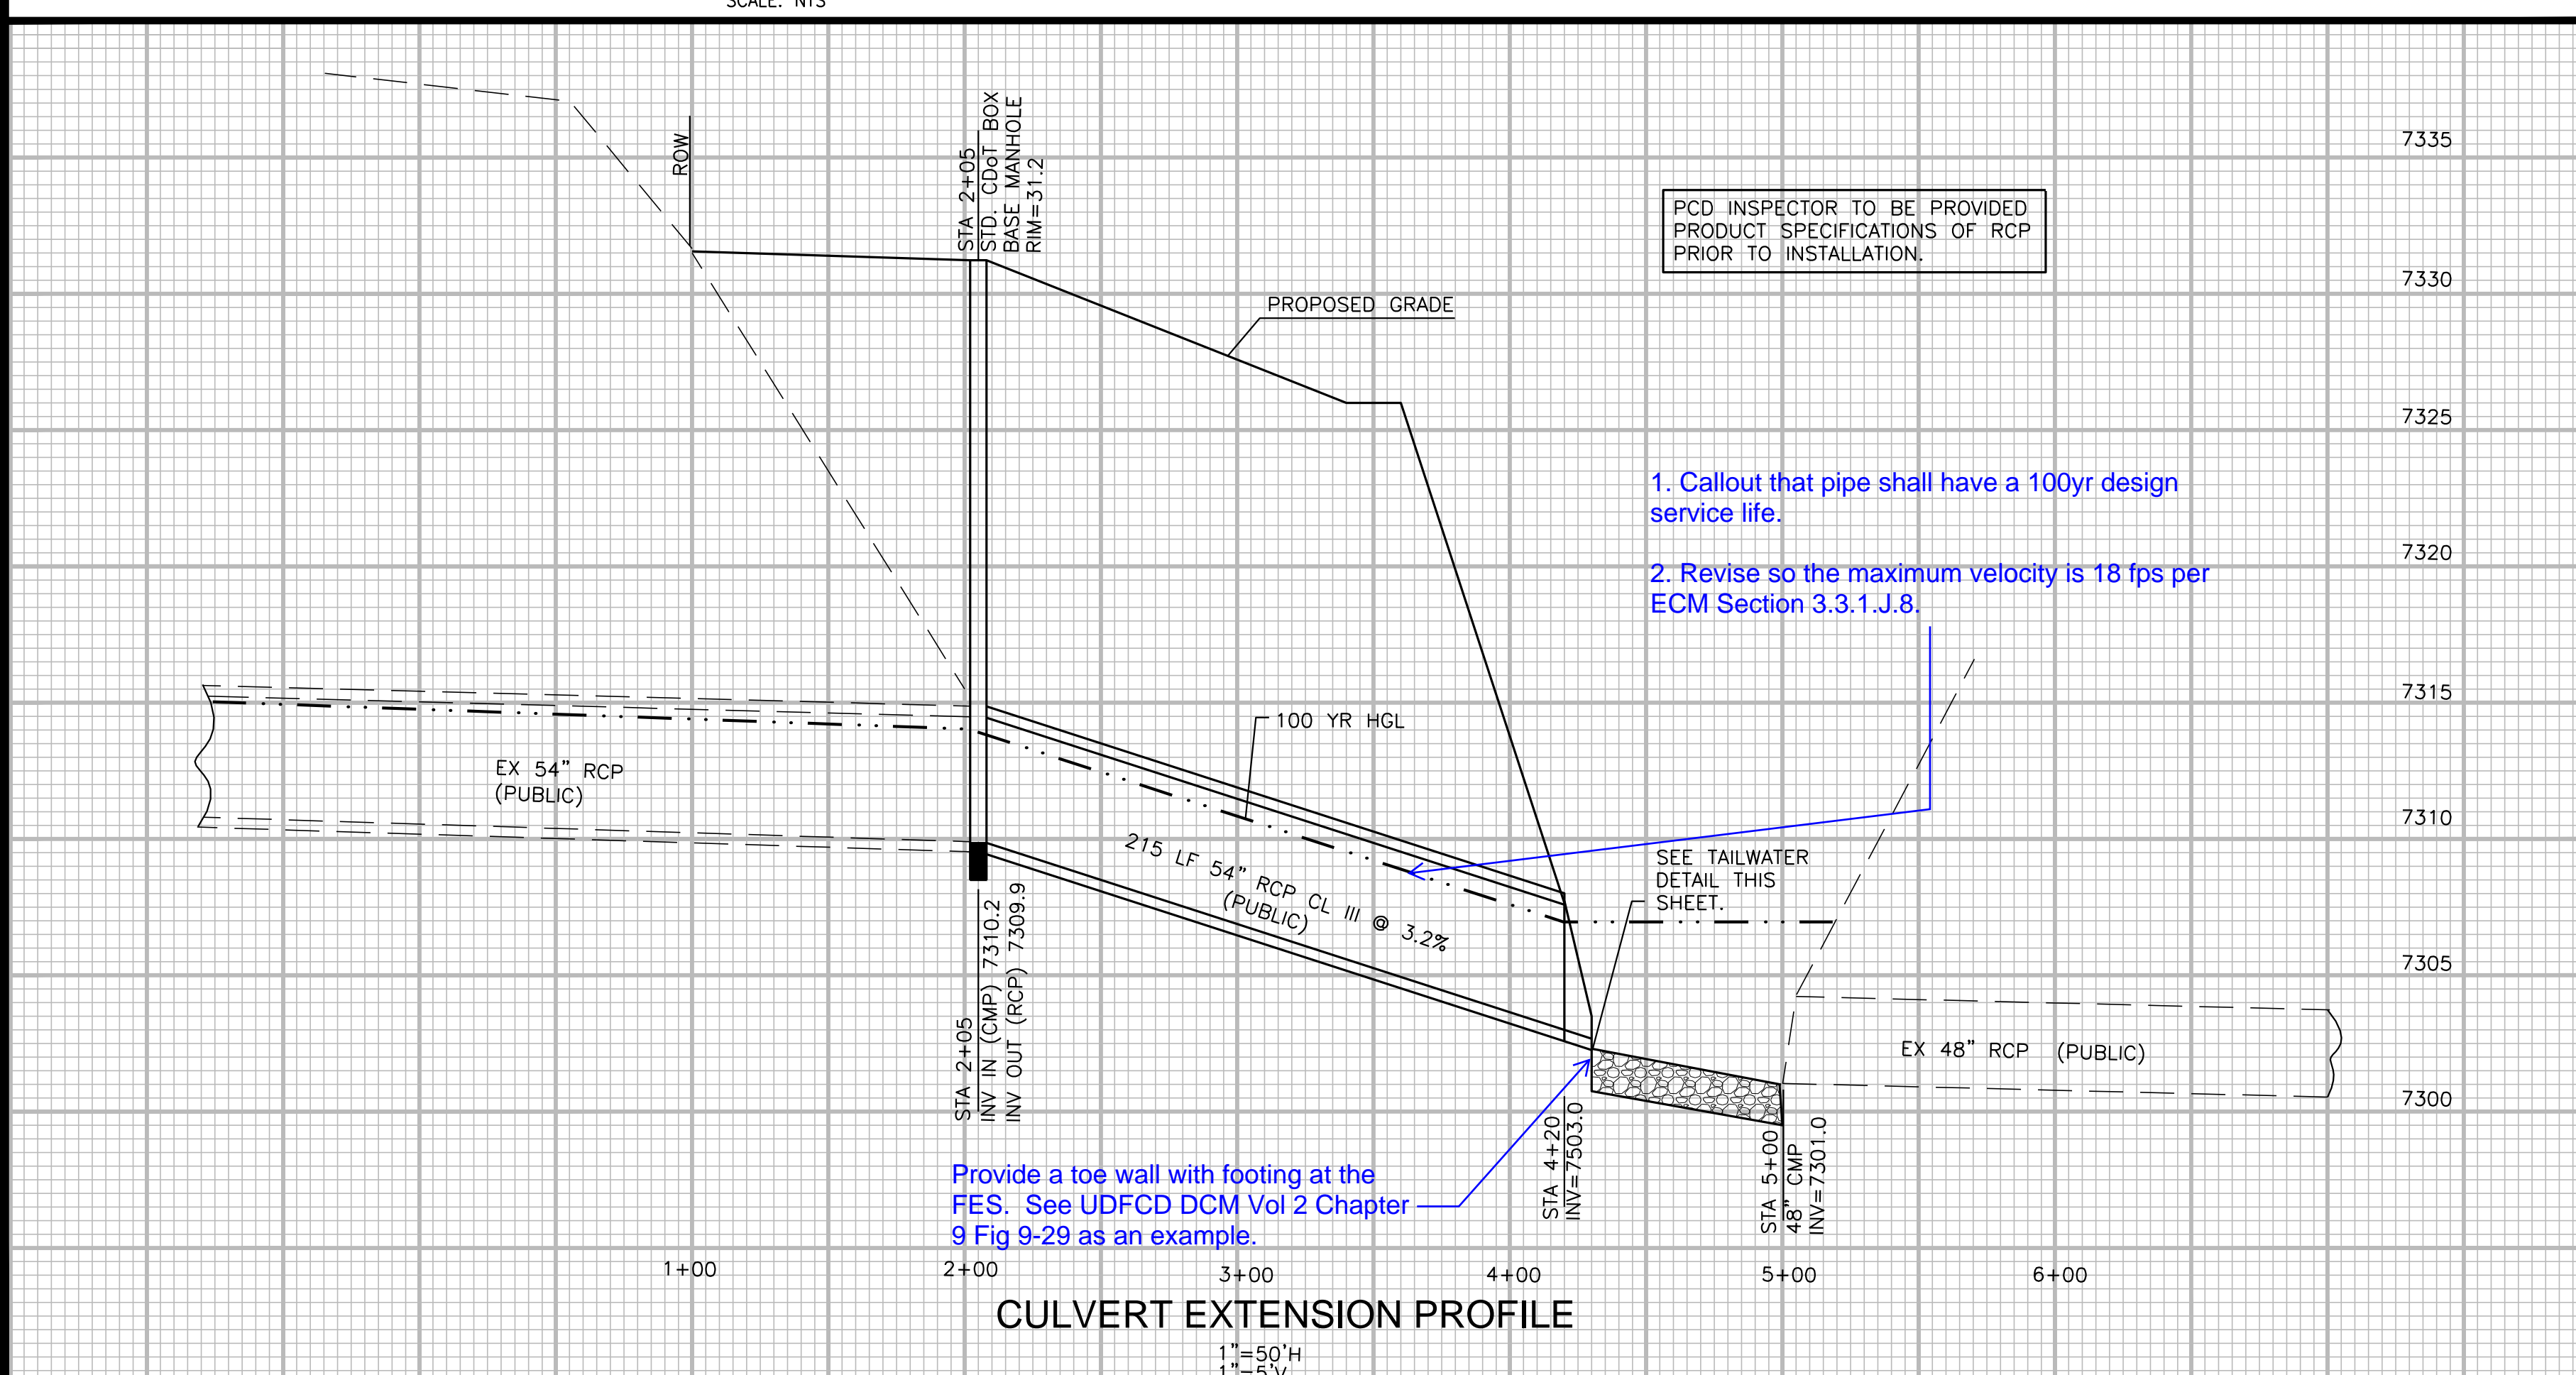 SCALE: NTS
ROW
STA 2+05
STD. CDoT BOX
BASE MANHOLE
RIM=31.2
7335
PCD INSPECTOR TO BE PROVIDED
PRODUCT SPECIFICATIONS OF RCP
PRIOR TO INSTALLATION.
7330
PROPOSED GRADE
7325
1. Callout that pipe shall have a 100yr design
service life.
7320
2. Revise so the maximum velocity is 18 fps per
ECM Section 3.3.1.J.8.
7315
100 YR HGL
EX 54" RCP
(PUBLIC)
7310
215 LF 54" RCP CL III @ 3.2%
(PUBLIC)
SEE TAILWATER
DETAIL THIS
SHEET.
7305
STA 2+05
INV IN (CMP) 7310.2
INV OUT (RCP) 7309.9
EX 48" RCP (PUBLIC)
7300
STA 4+20
INV=7503.0
STA 5+00
48" CMP
INV=7301.0
Provide a toe wall with footing at the
FES. See UDFCD DCM Vol 2 Chapter
9 Fig 9-29 as an example.
1+00
2+00
3+00
4+00
5+00
6+00
CULVERT EXTENSION PROFILE
1"=50'H
1"=5'V